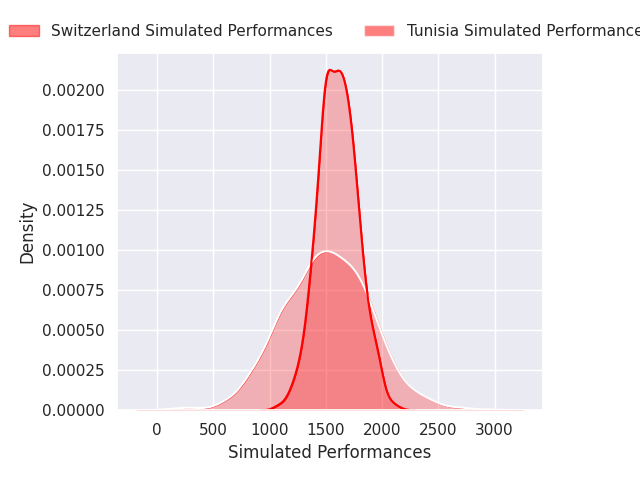 Switzerland Simulated Performances Tunisia Simulated Performance
0.00200
0.00175
0.00150
0.00125
0.00100
0.00075
0.00050
0.00025
0.00000
Density
0 500 1000 1500 2000 2500 3000
Simulated Performances